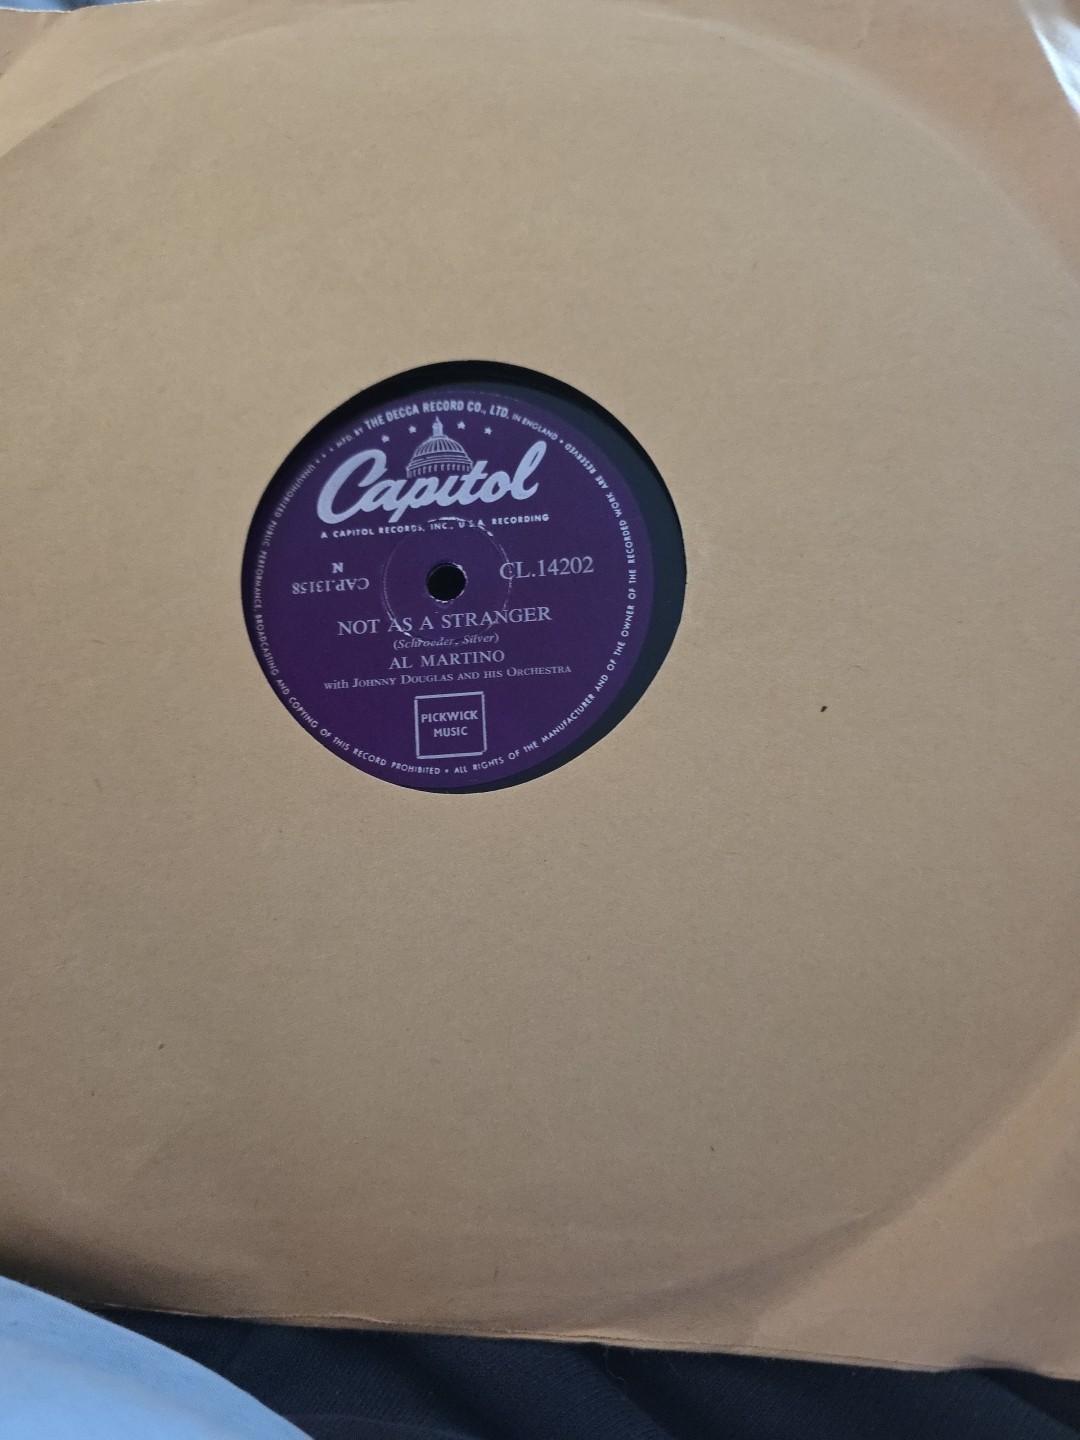 MFD. BY THE DECCA RECORD CO., LTD. IN ENGLAND • ALL RIGHTS OF THE MANUFACTURER AND OF THE OWNER OF THE RECORDED WORK ARE RESERVED
UNAUTHORISED PUBLIC PERFORMANCE, BROADCASTING AND COPYING OF THIS RECORD PROHIBITED •
Capitol
A CAPITOL RECORDS, INC., U.S.A. RECORDING
N
CAP.13158
CL.14202
NOT AS A STRANGER
(Schroeder, Silver)
AL MARTINO
with JOHNNY DOUGLAS AND HIS ORCHESTRA
PICKWICK
MUSIC